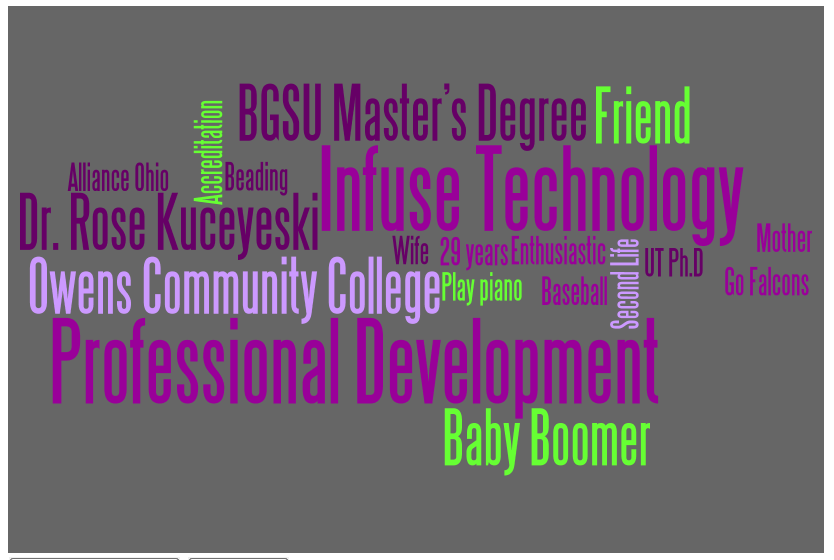 BGSU Master's Degree
Friend
Accreditation
Infuse Technology
Alliance Ohio
Beading
Dr. Rose Kuceyeski
Wife
29 years
Enthusiastic
Second Life
UT Ph.D
Mother
Owens Community College
Play piano
Baseball
Go Falcons
Professional Development
Baby Boomer